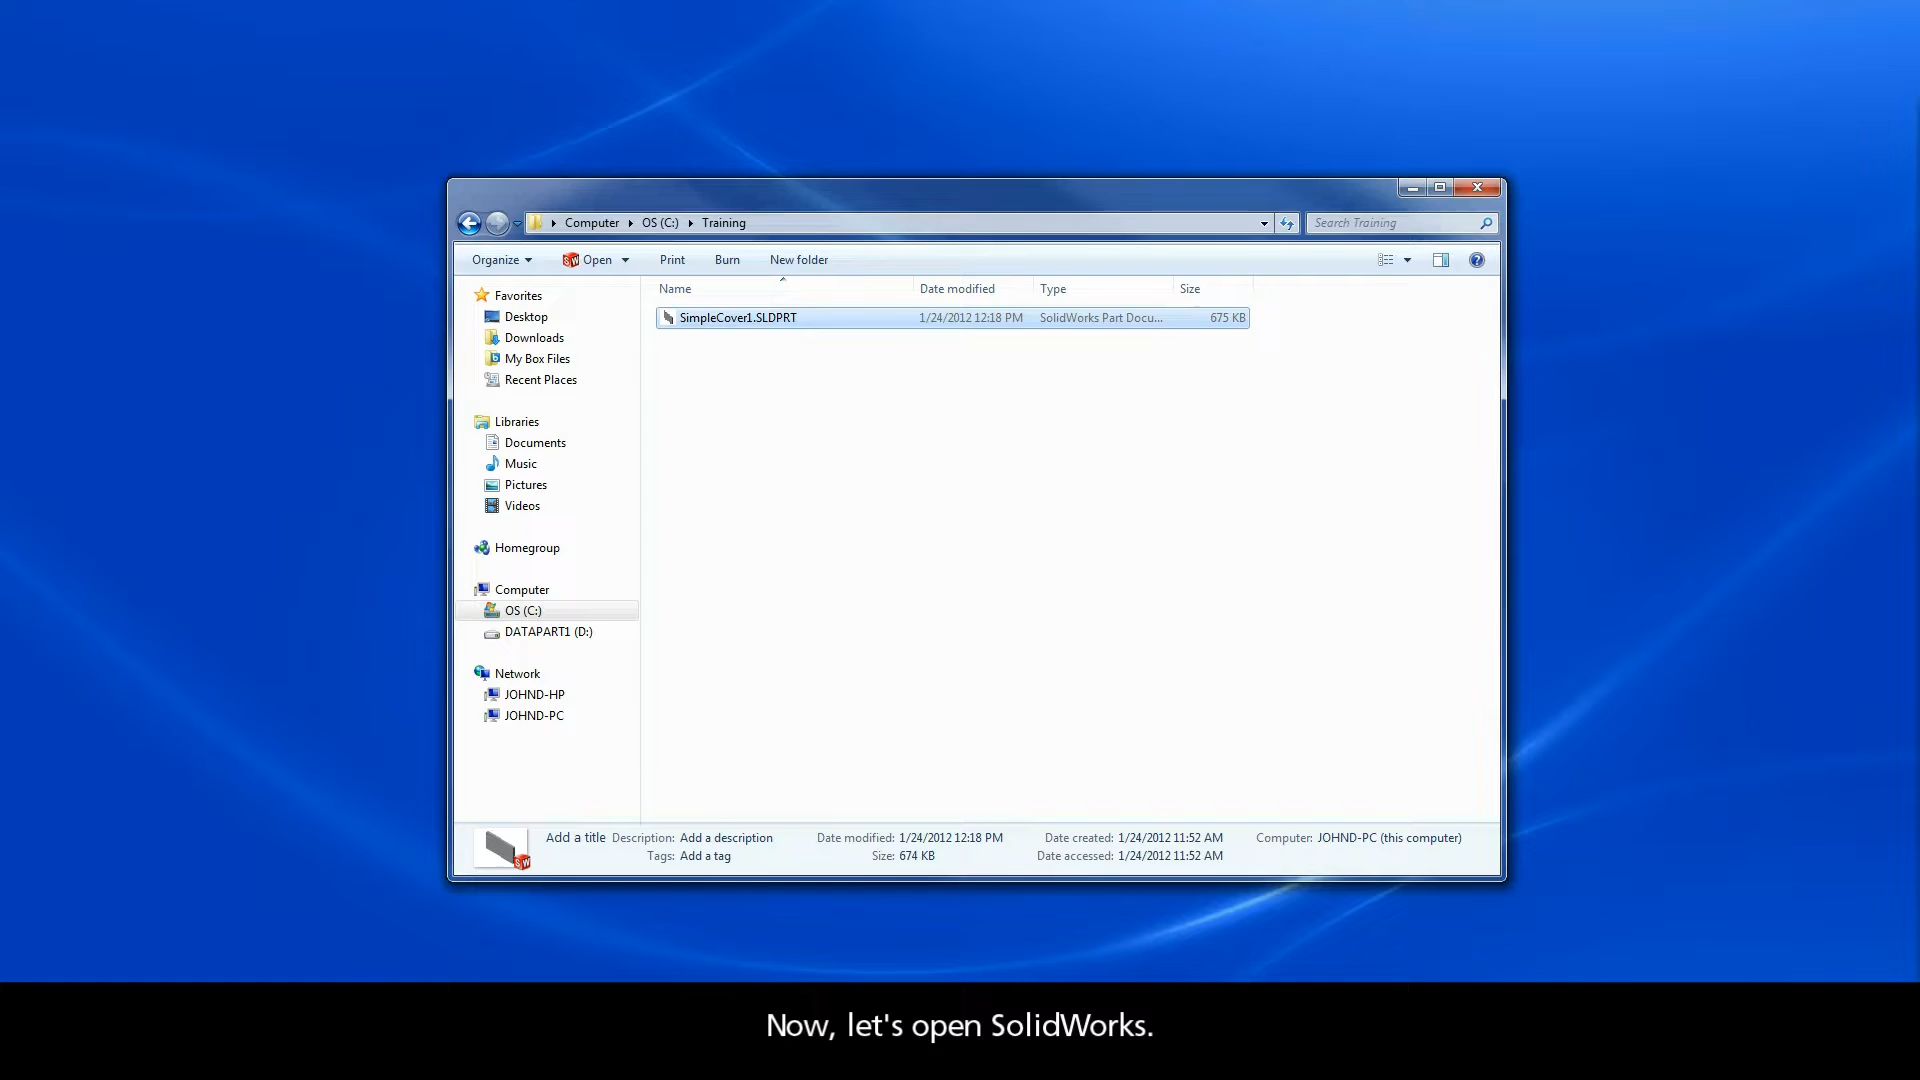 Computer OS (C:) Training
Search Training
Organize Open Print Burn New folder
Name Date modified Type Size
SimpleCover1.SLDPRT 1/24/2012 12:18 PM SolidWorks Part Docu... 675 KB
Favorites
Desktop
Downloads
My Box Files
Recent Places
Libraries
Documents
Music
Pictures
Videos
Homegroup
Computer
OS (C:)
DATAPART1 (D:)
Network
JOHND-HP
JOHND-PC
Add a title Description: Add a description Date modified: 1/24/2012 12:18 PM Date created: 1/24/2012 11:52 AM Computer: JOHND-PC (this computer)
Tags: Add a tag Size: 674 KB Date accessed: 1/24/2012 11:52 AM
SW
Now, let's open SolidWorks.